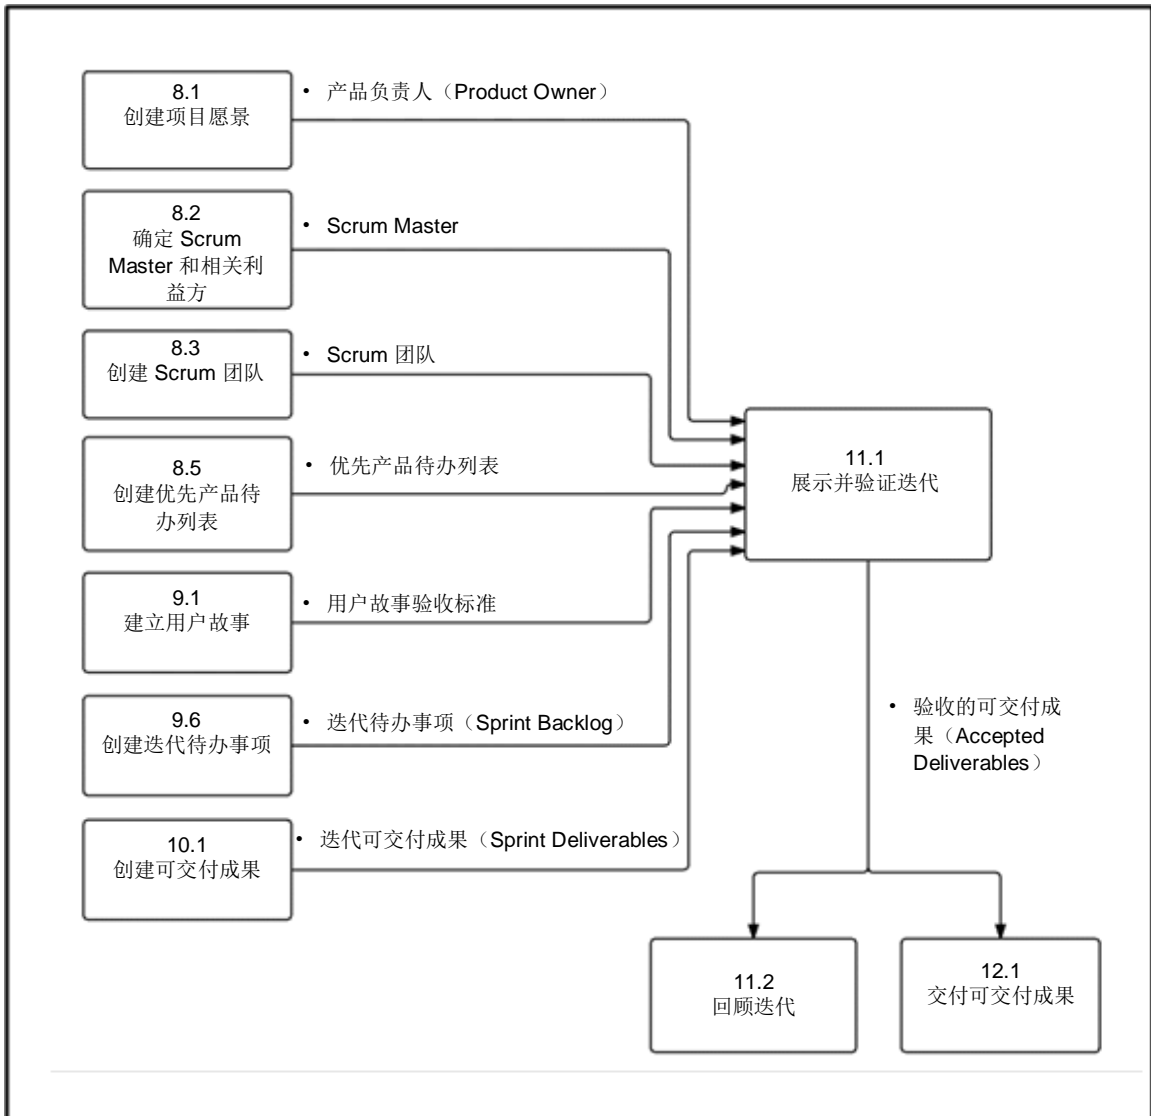 8.1
创建项目愿景
• 产品负责人（Product Owner）
8.2
确定 Scrum
Master 和相关利
益方
• Scrum Master
8.3
创建 Scrum 团队
• Scrum 团队
8.5
创建优先产品待
办列表
• 优先产品待办列表
11.1
展示并验证迭代
9.1
建立用户故事
• 用户故事验收标准
9.6
创建迭代待办事项
• 迭代待办事项（Sprint Backlog）
• 验收的可交付成
果（Accepted
Deliverables）
10.1
创建可交付成果
• 迭代可交付成果（Sprint Deliverables）
11.2
回顾迭代
12.1
交付可交付成果